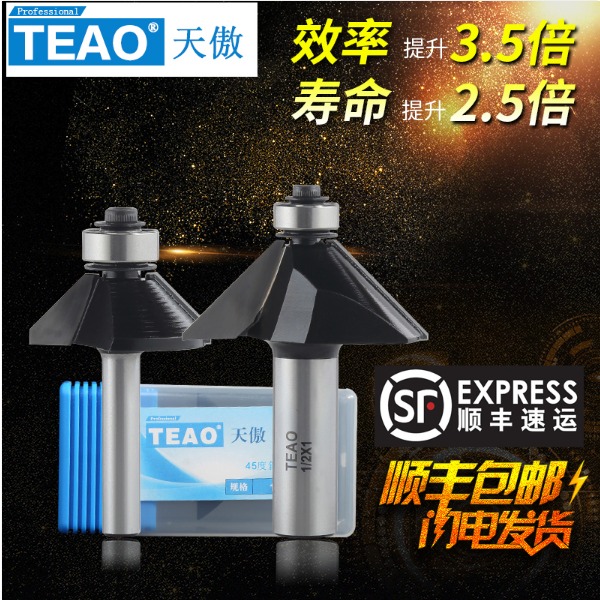 Professional
TEAO® 天傲
效率 提升 3.5倍
寿命 提升 2.5倍
Professional
TEAO® 天傲
45度
规格
TEAO
1/2X1
SF EXPRESS
顺丰速运
顺丰包邮
闪电发货